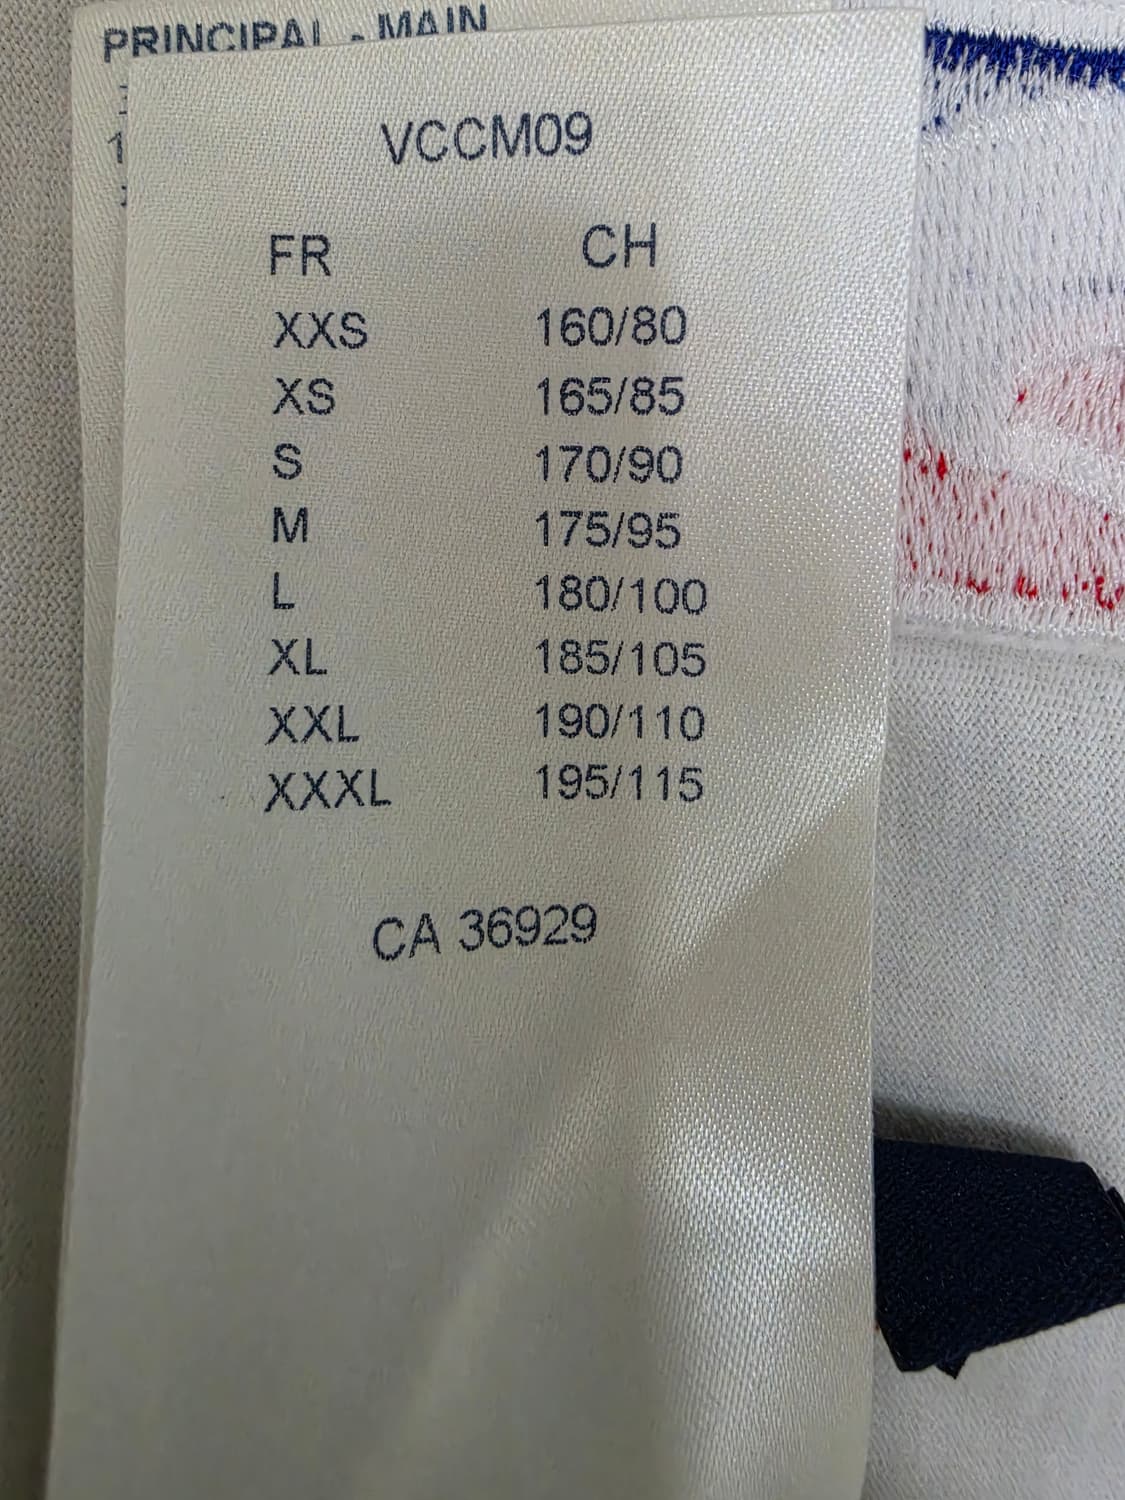 PRINCIPAL - MAIN
VCCM09
FR CH
XXS 160/80
XS 165/85
S 170/90
M 175/95
L 180/100
XL 185/105
XXL 190/110
XXXL 195/115
CA 36929